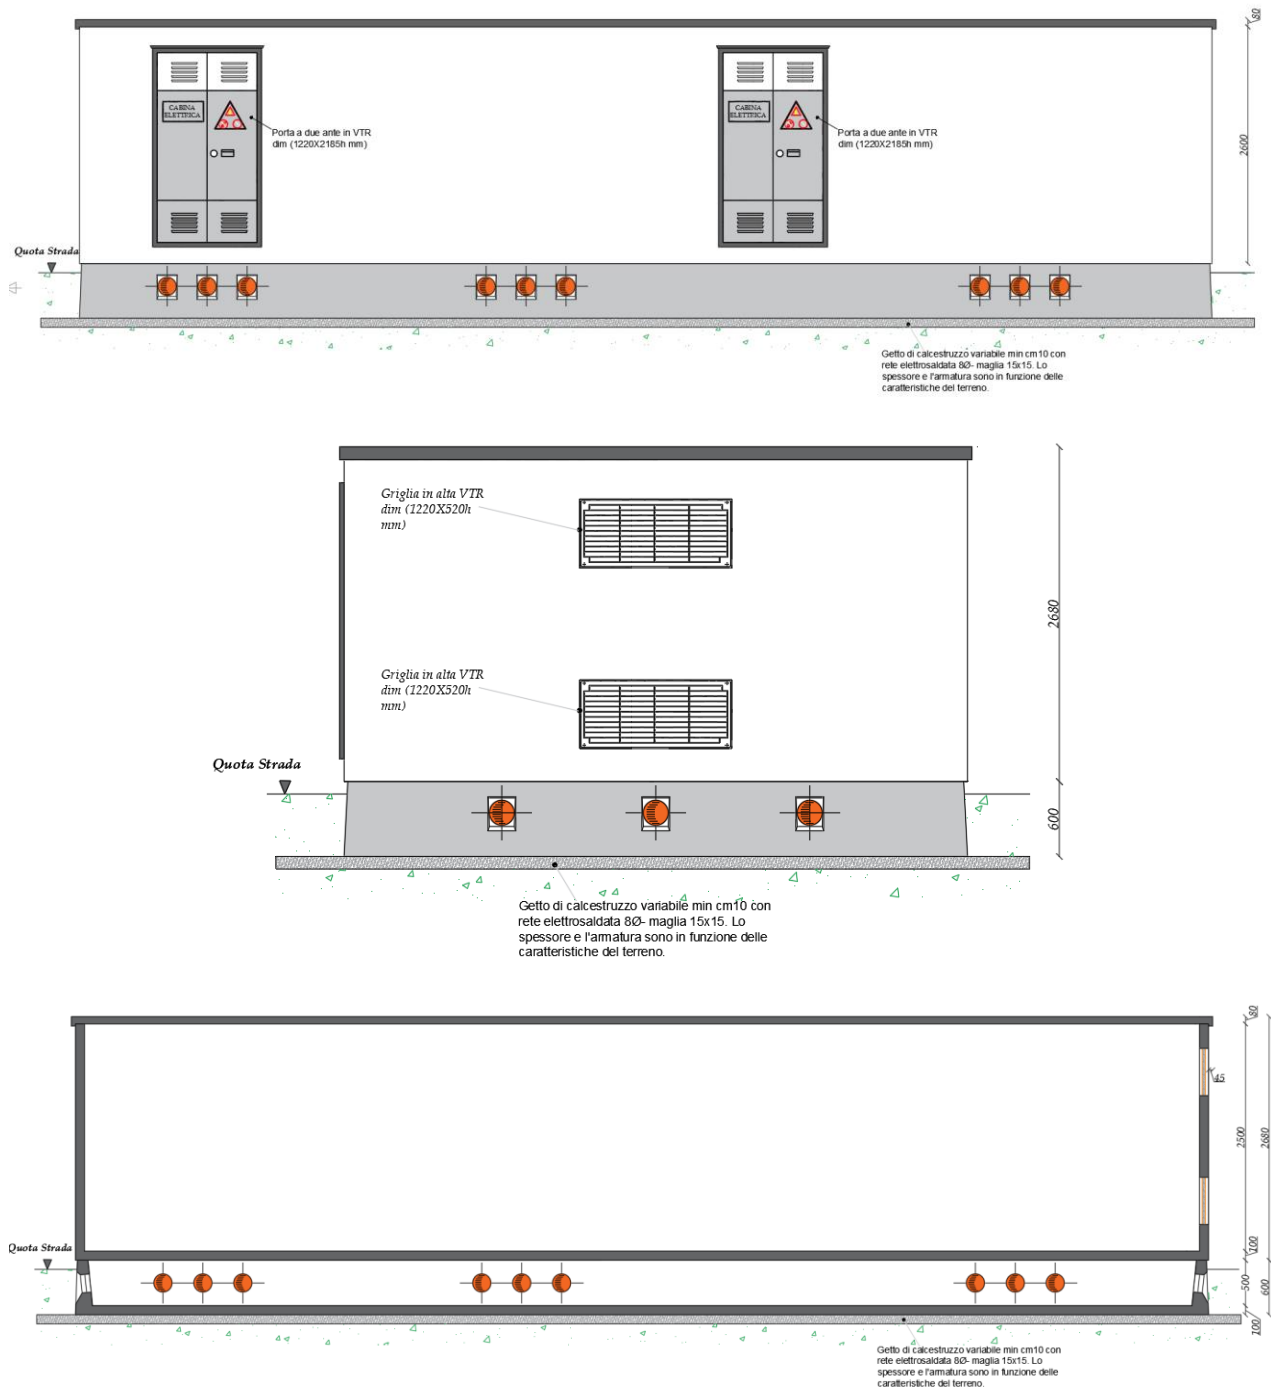 80
CABINA
ELETTRICA
Porta a due ante in VTR
dim (1220X2185h mm)
CABINA
ELETTRICA
Porta a due ante in VTR
dim (1220X2185h mm)
2600
Quota Strada
Getto di calcestruzzo variabile min cm10 con
rete elettrosaldata 8Ø- maglia 15x15. Lo
spessore e l'armatura sono in funzione delle
caratteristiche del terreno.
Griglia in alta VTR
dim (1220X520h
mm)
2680
Griglia in alta VTR
dim (1220X520h
mm)
Quota Strada
600
Getto di calcestruzzo variabile min cm10 con
rete elettrosaldata 8Ø- maglia 15x15. Lo
spessore e l'armatura sono in funzione delle
caratteristiche del terreno.
80
45
2500
2680
Quota Strada
100
500
600
100
Getto di calcestruzzo variabile min cm10 con
rete elettrosaldata 8Ø- maglia 15x15. Lo
spessore e l'armatura sono in funzione delle
caratteristiche del terreno.